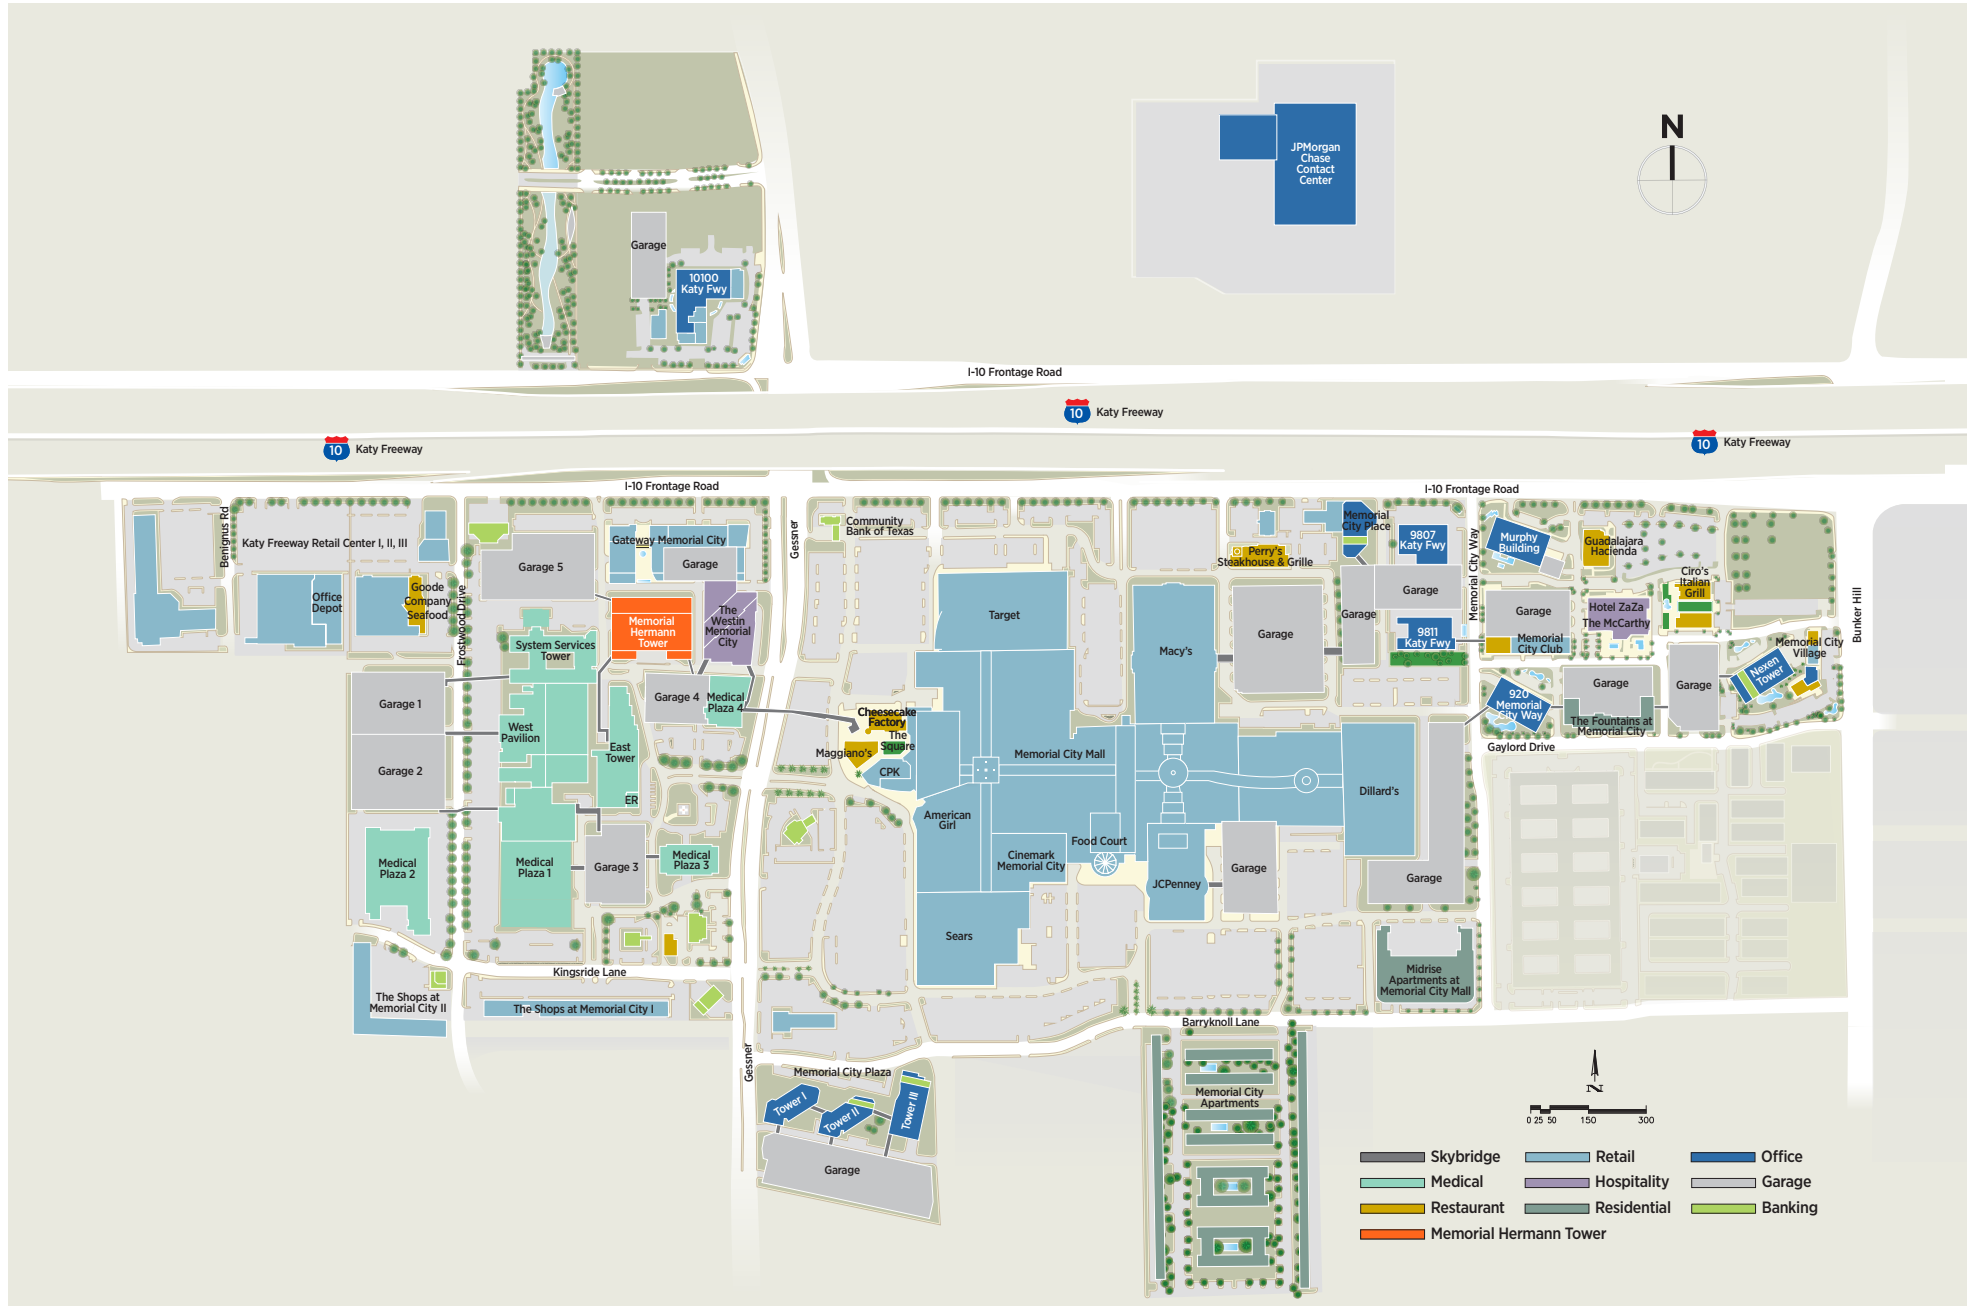 N
JPMorgan
Chase
Contact
Center
Garage
10100
Katy Fwy
I-10 Frontage Road
10 Katy Freeway
10 Katy Freeway
10 Katy Freeway
I-10 Frontage Road
I-10 Frontage Road
Benignus Rd
Katy Freeway Retail Center I, II, III
Office
Depot
Goode
Company
Seafood
Frostwood Drive
Garage 5
Gateway Memorial City
Garage
Memorial
Hermann
Tower
The
Westin
Memorial
City
System Services
Tower
Garage 1
Garage 2
West
Pavilion
East
Tower
ER
Garage 4
Medical
Plaza 4
Medical
Plaza 2
Medical
Plaza 1
Garage 3
Medical
Plaza 3
Kingsride Lane
The Shops at
Memorial City II
The Shops at Memorial City I
Gessner
Gessner
Community
Bank of Texas
Cheesecake
Factory
The
Square
Maggiano's
CPK
Target
Memorial City Mall
American
Girl
Cinemark
Memorial City
Food Court
Sears
Macy's
JCPenney
Garage
Garage
Dillard's
Garage
Perry's
Steakhouse & Grille
Memorial
City Place
9807
Katy Fwy
Garage
Garage
9811
Katy Fwy
Memorial City Way
Murphy
Building
Guadalajara
Hacienda
Ciro's
Italian
Grill
Garage
Hotel ZaZa
The McCarthy
Memorial
City Club
Memorial City
Village
Nexen
Tower
Bunker Hill
Garage
Garage
920
Memorial
City Way
The Fountains at
Memorial City
Gaylord Drive
Midrise
Apartments at
Memorial City Mall
Barryknoll Lane
Memorial City
Apartments
Memorial City Plaza
Tower I
Tower II
Tower III
Garage
N
0 25 50 150 300
Skybridge
Retail
Office
Medical
Hospitality
Garage
Restaurant
Residential
Banking
Memorial Hermann Tower